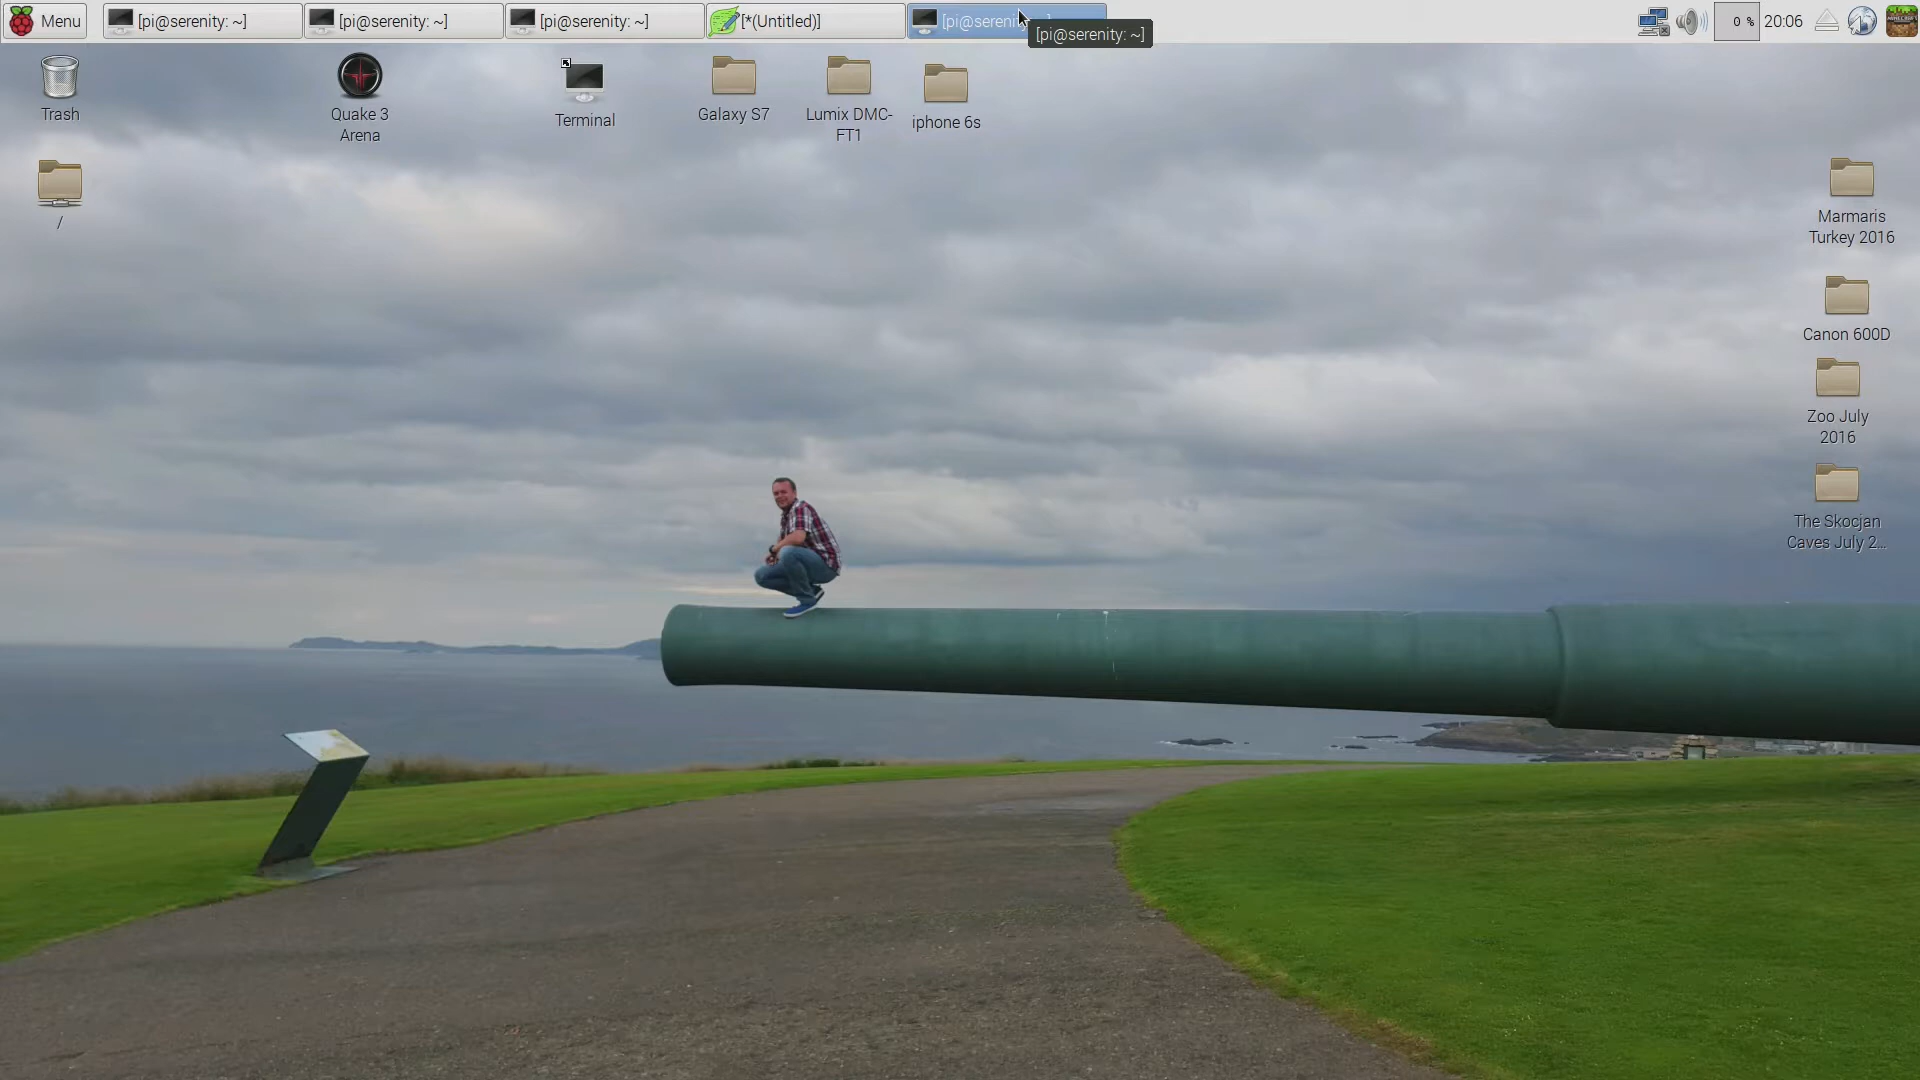 Menu
[pi@serenity: ~]
[pi@serenity: ~]
[pi@serenity: ~]
[*(Untitled)]
[pi@sereni
[pi@serenity: ~]
0 %
20:06
Trash
Quake 3
Arena
Terminal
Galaxy S7
Lumix DMC-
FT1
iphone 6s
/
Marmaris
Turkey 2016
Canon 600D
Zoo July
2016
The Skocjan
Caves July 2...